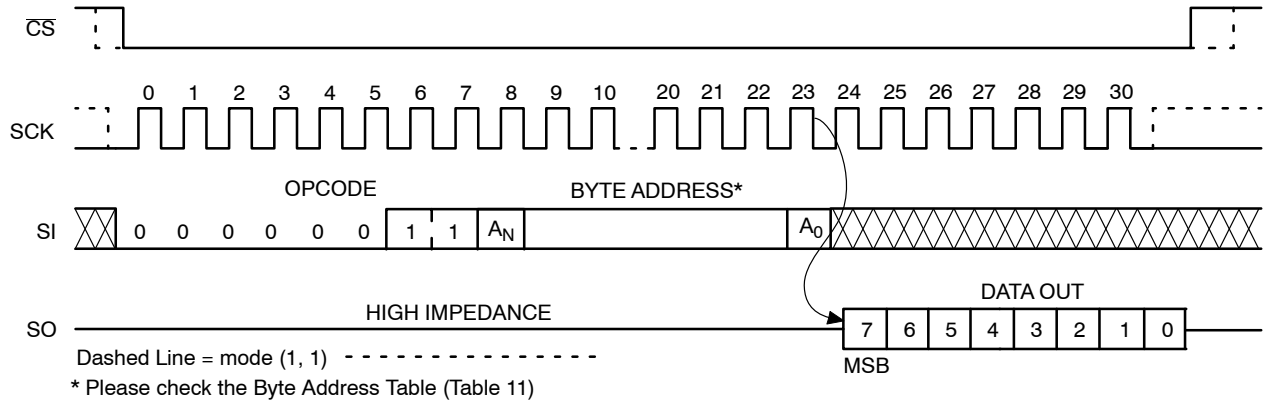 CS
0 1 2 3 4 5 6 7 8 9 10 20 21 22 23 24 25 26 27 28 29 30
SCK
OPCODE BYTE ADDRESS*
SI 0 0 0 0 0 0 1 1 AN A0
HIGH IMPEDANCE DATA OUT
SO 7 6 5 4 3 2 1 0
Dashed Line = mode (1, 1) - - - - - - - - - - - - - - - -
MSB
* Please check the Byte Address Table (Table 11)